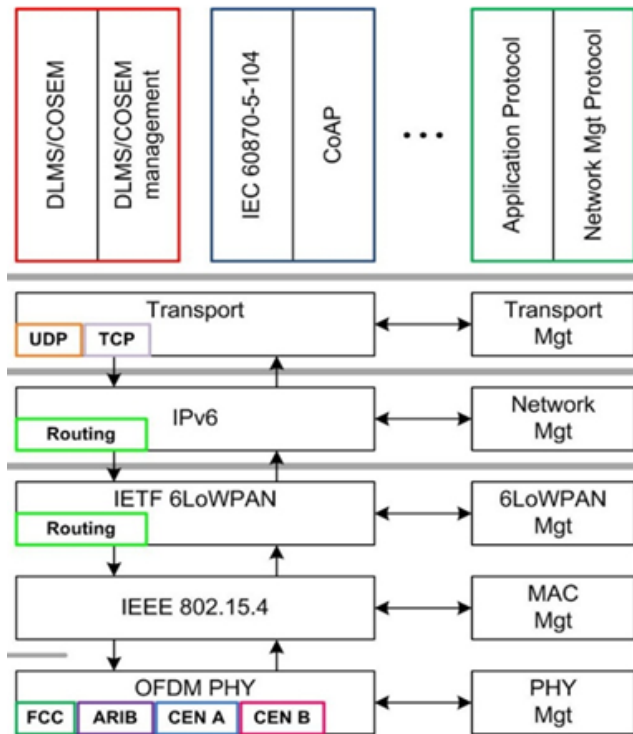 DLMS/COSEM
DLMS/COSEM
management
IEC 60870-5-104
CoAP
...
Application Protocol
Network Mgt Protocol
Transport
UDP
TCP
Transport
Mgt
IPv6
Routing
Network
Mgt
IETF 6LoWPAN
Routing
6LoWPAN
Mgt
IEEE 802.15.4
MAC
Mgt
OFDM PHY
FCC
ARIB
CEN A
CEN B
PHY
Mgt